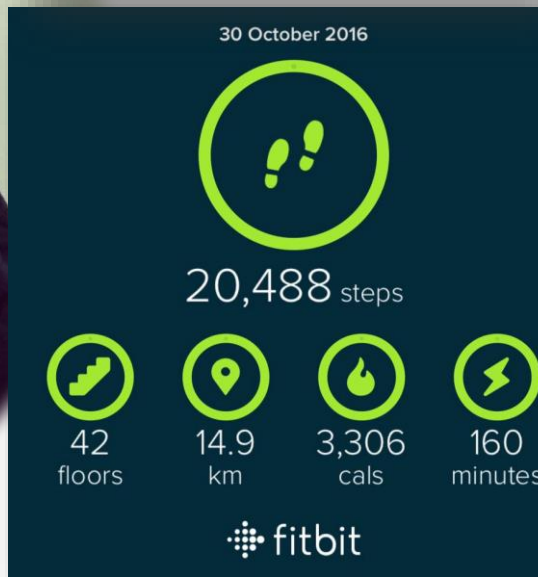 30 October 2016
20,488 steps
42 14.9 3,306 160
floors km cals minutes
fitbit